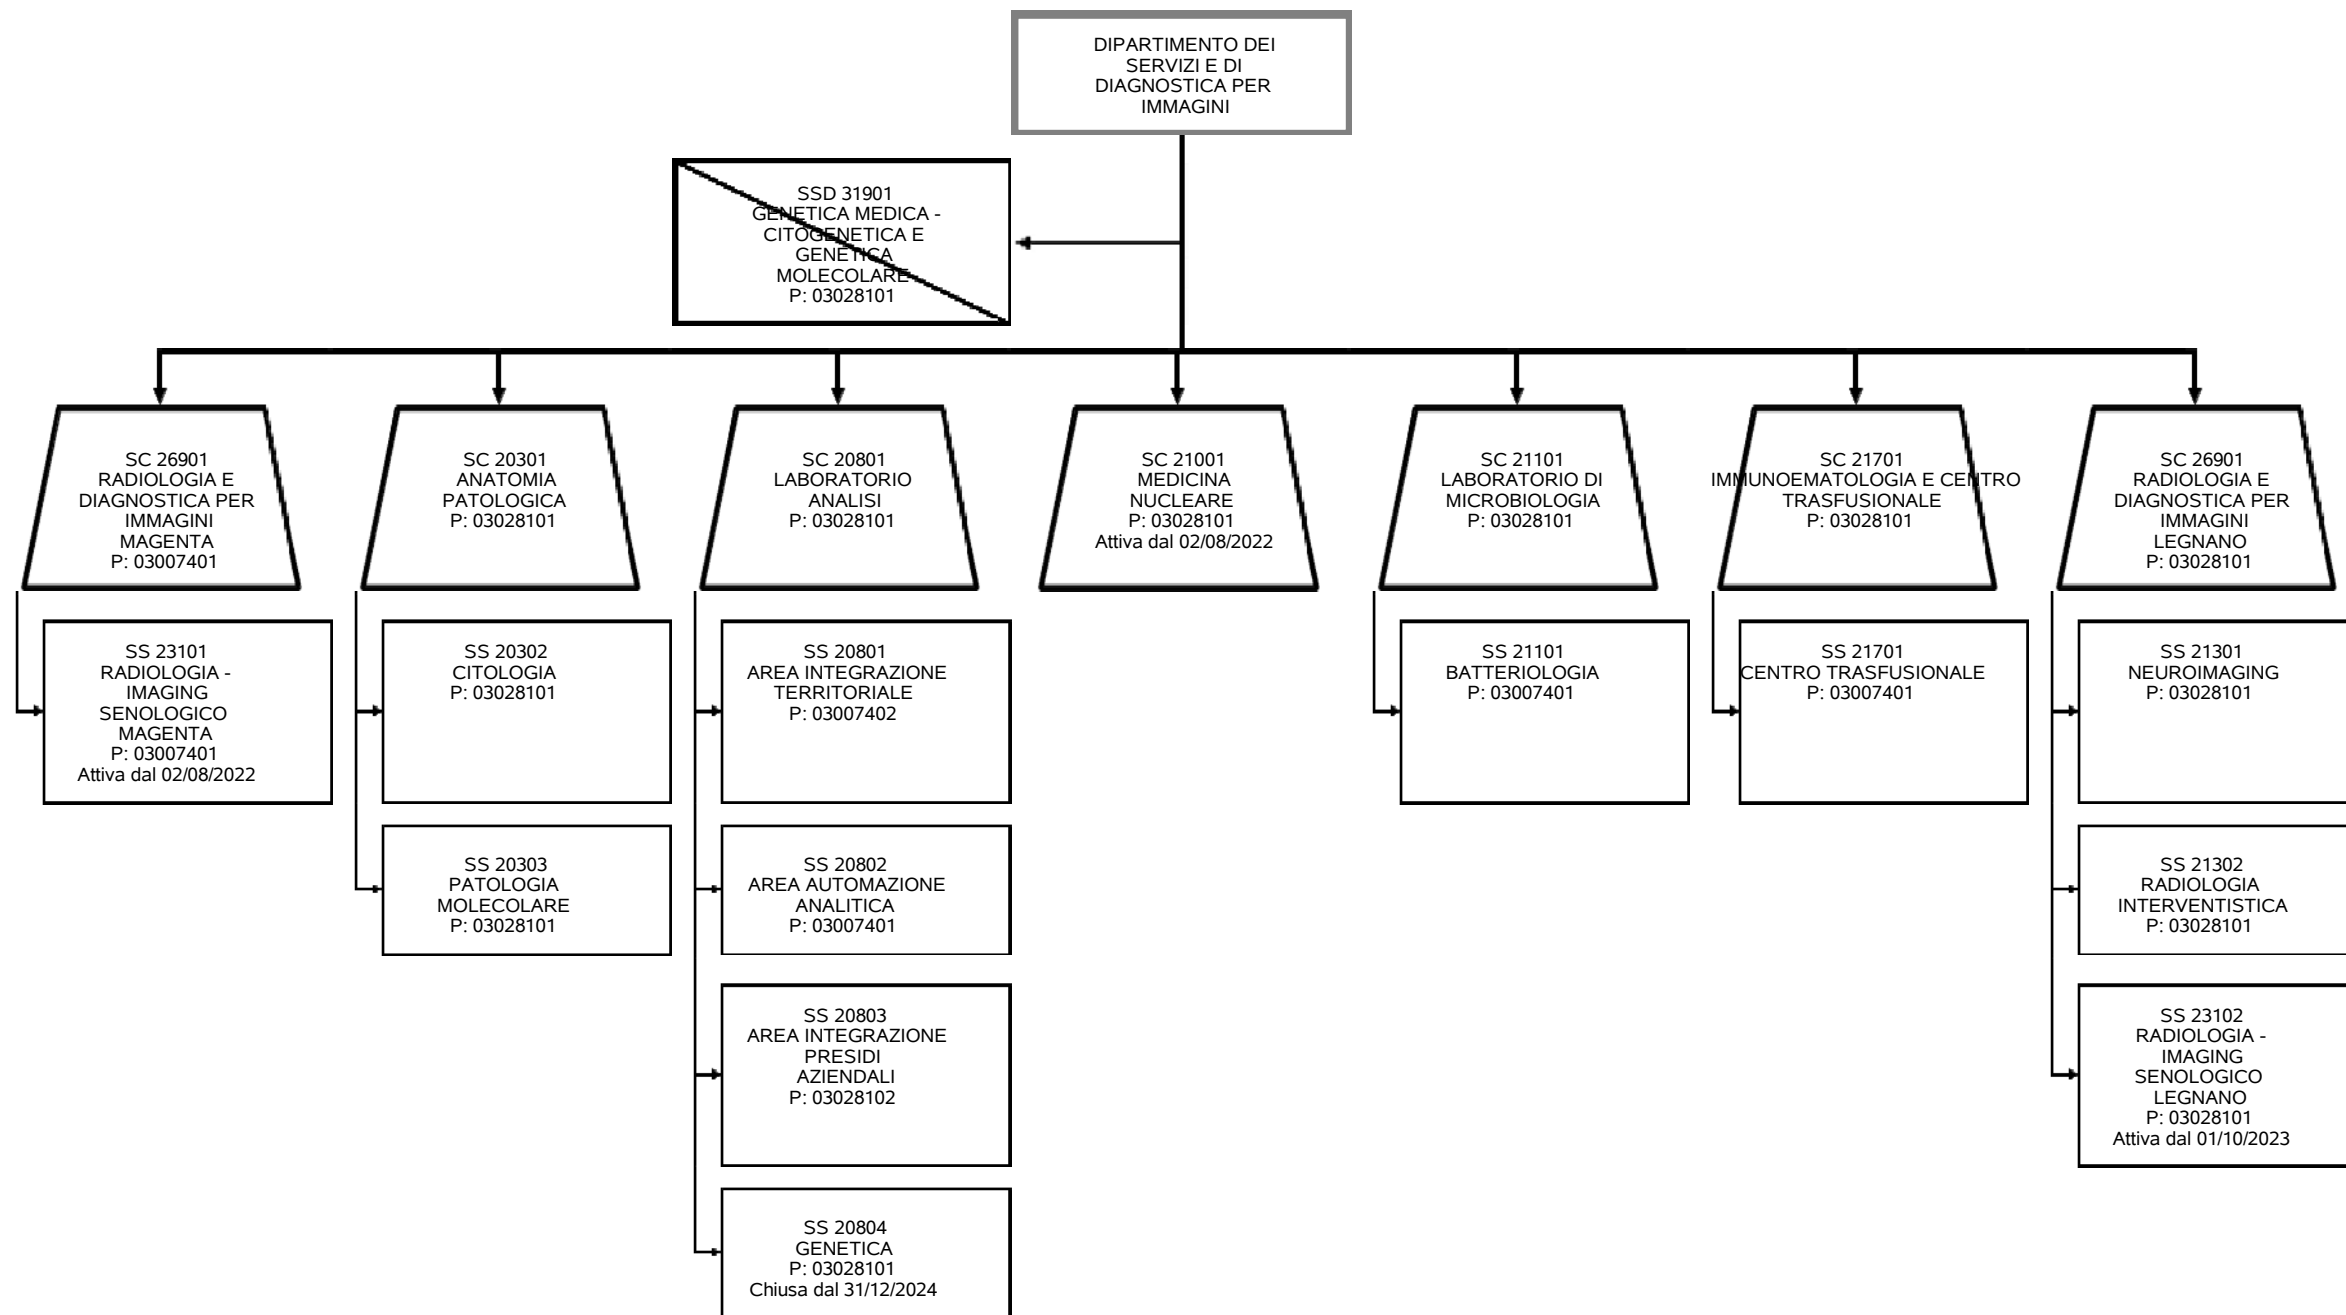 DIPARTIMENTO DEI
SERVIZI E DI
DIAGNOSTICA PER
IMMAGINI
SSD 31901
GENETICA MEDICA -
CITOGENETICA E
GENETICA
MOLECOLARE
P: 03028101
SC 26901
RADIOLOGIA E
DIAGNOSTICA PER
IMMAGINI
MAGENTA
P: 03007401
SC 20301
ANATOMIA
PATOLOGICA
P: 03028101
SC 20801
LABORATORIO
ANALISI
P: 03028101
SC 21001
MEDICINA
NUCLEARE
P: 03028101
Attiva dal 02/08/2022
SC 21101
LABORATORIO DI
MICROBIOLOGIA
P: 03028101
SC 21701
IMMUNOEMATOLOGIA E CENTRO
TRASFUSIONALE
P: 03028101
SC 26901
RADIOLOGIA E
DIAGNOSTICA PER
IMMAGINI
LEGNANO
P: 03028101
SS 23101
RADIOLOGIA -
IMAGING
SENOLOGICO
MAGENTA
P: 03007401
Attiva dal 02/08/2022
SS 20302
CITOLOGIA
P: 03028101
SS 20801
AREA INTEGRAZIONE
TERRITORIALE
P: 03007402
SS 21101
BATTERIOLOGIA
P: 03007401
SS 21701
CENTRO TRASFUSIONALE
P: 03007401
SS 21301
NEUROIMAGING
P: 03028101
SS 20303
PATOLOGIA
MOLECOLARE
P: 03028101
SS 20802
AREA AUTOMAZIONE
ANALITICA
P: 03007401
SS 21302
RADIOLOGIA
INTERVENTISTICA
P: 03028101
SS 20803
AREA INTEGRAZIONE
PRESIDI
AZIENDALI
P: 03028102
SS 23102
RADIOLOGIA -
IMAGING
SENOLOGICO
LEGNANO
P: 03028101
Attiva dal 01/10/2023
SS 20804
GENETICA
P: 03028101
Chiusa dal 31/12/2024